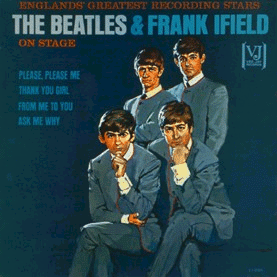 ENGLANDS' GREATEST RECORDING STARS
THE BEATLES & FRANK IFIELD
ON STAGE
VJ
PLEASE, PLEASE ME
THANK YOU GIRL
FROM ME TO YOU
ASK ME WHY